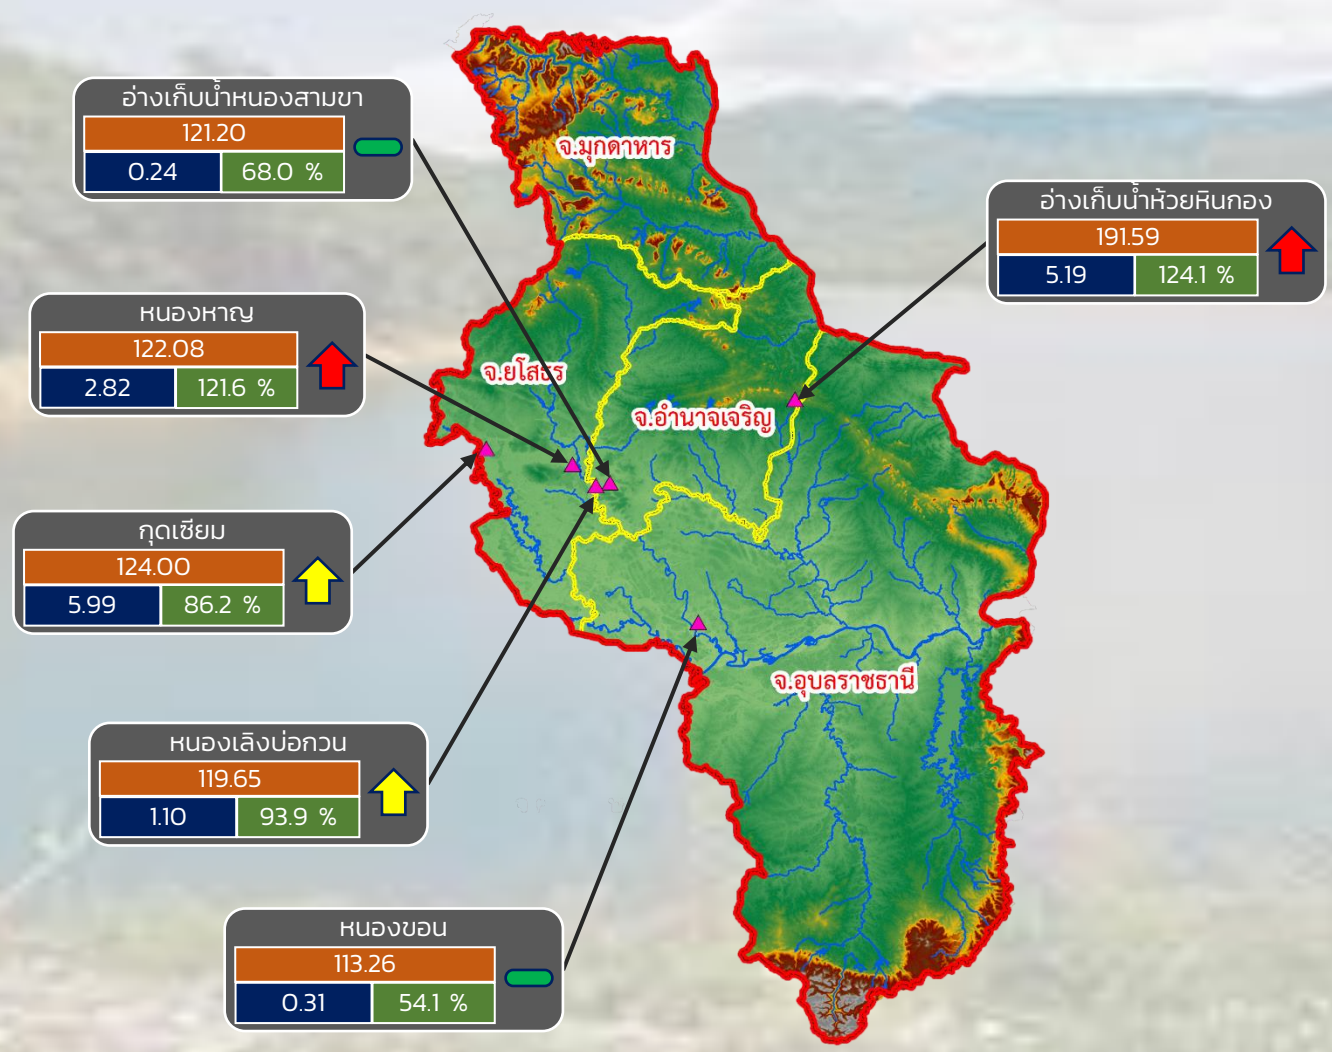 อ่างเก็บน้ำหนองสามขา
121.20
0.24 68.0 %
จ.มุกดาหาร
อ่างเก็บน้ำห้วยหินกอง
191.59
5.19 124.1 %
หนองหาญ
122.08
2.82 121.6 %
จ.ยโสธร
จ.อำนาจเจริญ
กุดเซียม
124.00
5.99 86.2 %
จ.อุบลราชธานี
หนองเลิงบ่อกวน
119.65
1.10 93.9 %
หนองขอน
113.26
0.31 54.1 %